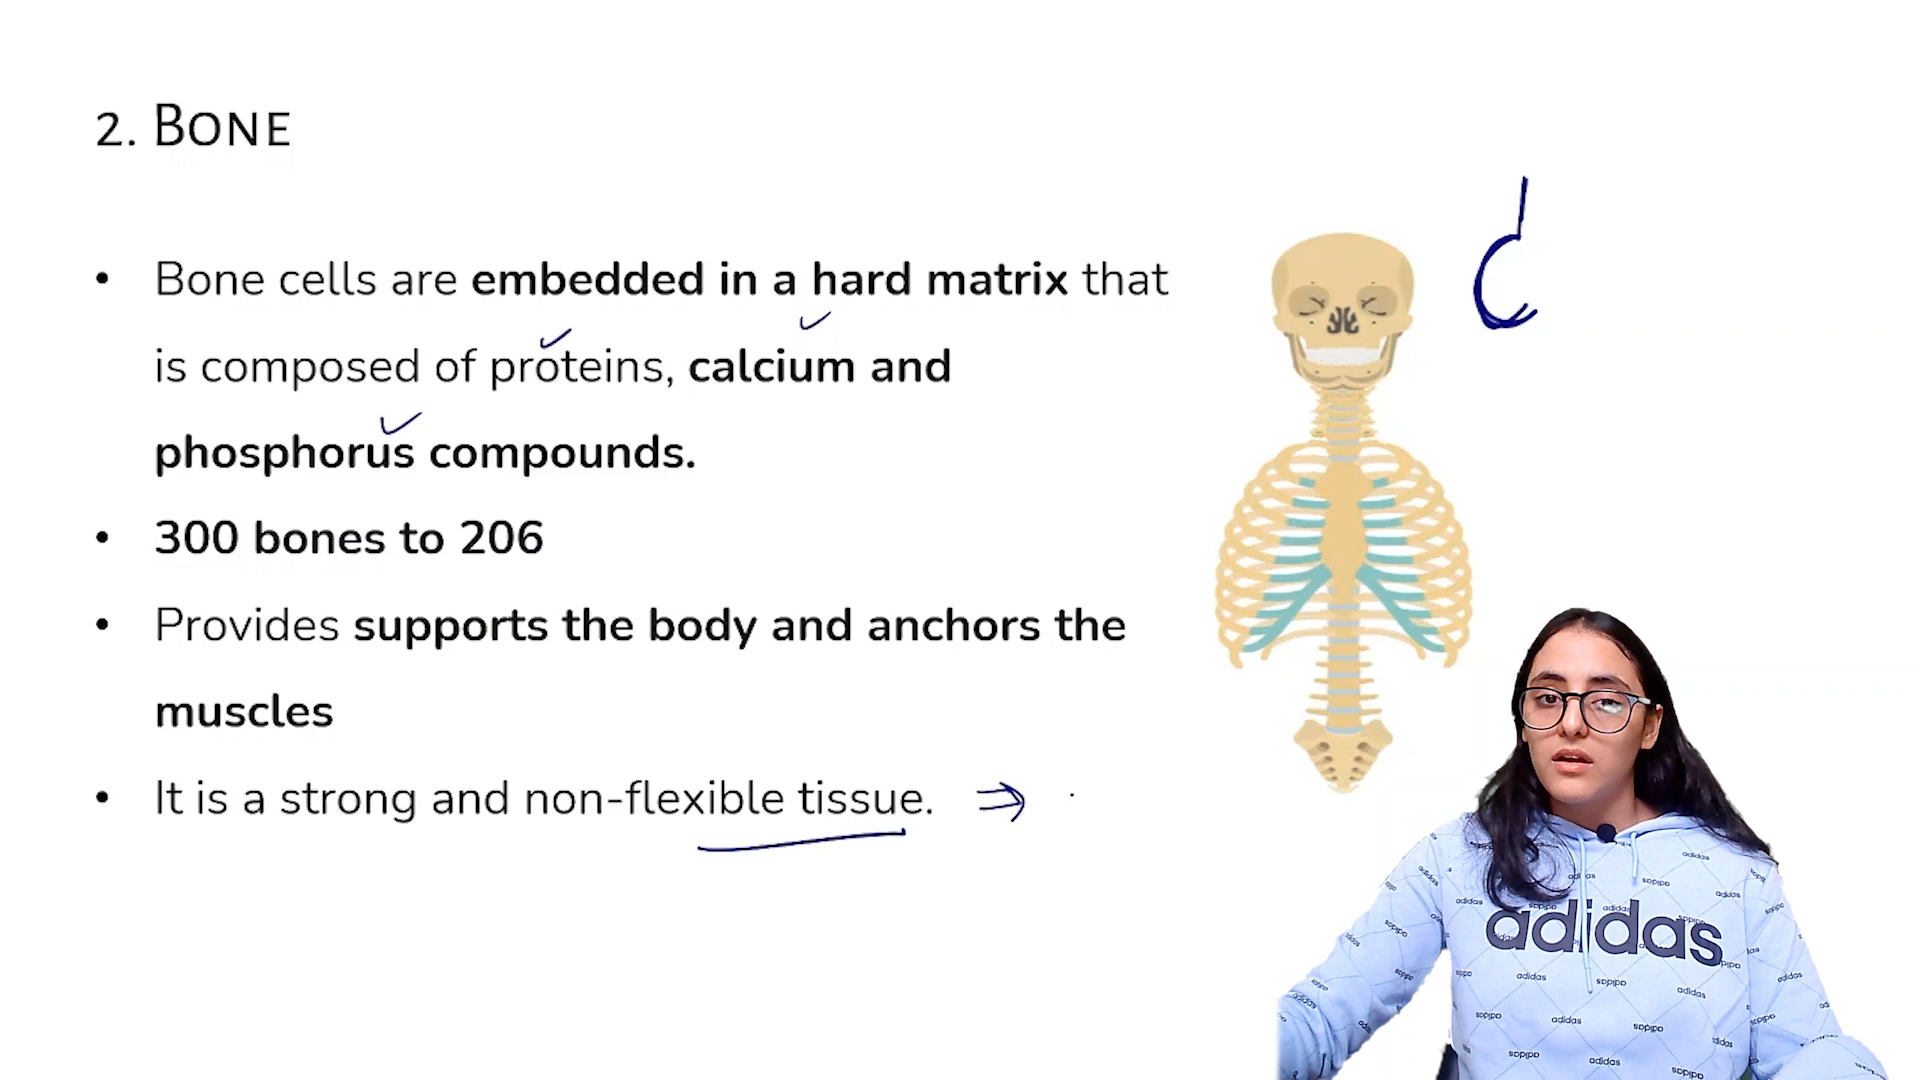 2. BONE
• Bone cells are embedded in a hard matrix that
is composed of proteins, calcium and
phosphorus compounds.
• 300 bones to 206
• Provides supports the body and anchors the
muscles
• It is a strong and non-flexible tissue. ⇒
adidas